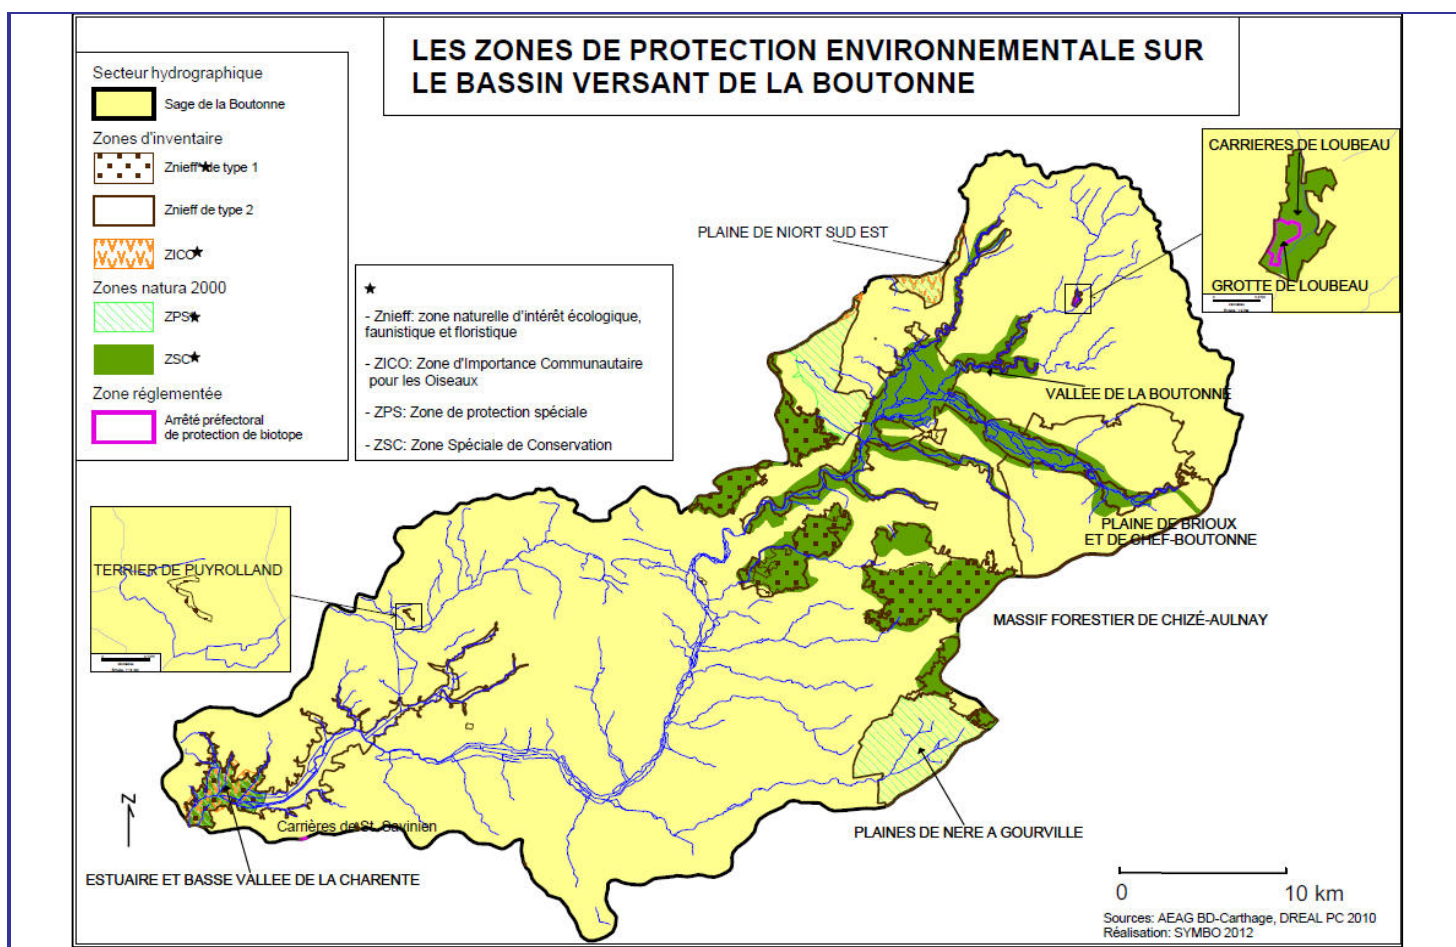 LES ZONES DE PROTECTION ENVIRONNEMENTALE SUR
LE BASSIN VERSANT DE LA BOUTONNE
Secteur hydrographique
Sage de la Boutonne
Zones d'inventaire
Znieff★de type 1
Znieff de type 2
ZICO★
Zones natura 2000
ZPS★
ZSC★
Zone réglementée
Arrêté préfectoral
de protection de biotope
★
- Znieff: zone naturelle d'intérêt écologique,
faunistique et floristique
- ZICO: Zone d'Importance Communautaire
pour les Oiseaux
- ZPS: Zone de protection spéciale
- ZSC: Zone Spéciale de Conservation
CARRIERES DE LOUBEAU
GROTTE DE LOUBEAU
PLAINE DE NIORT SUD EST
VALLEE DE LA BOUTONNE
PLAINE DE BRIOUX
ET DE CHEF-BOUTONNE
TERRIER DE PUYROLLAND
MASSIF FORESTIER DE CHIZÉ-AULNAY
N
Carrières de St. Savinien
PLAINES DE NERE A GOURVILLE
ESTUAIRE ET BASSE VALLEE DE LA CHARENTE
0 10 km
Sources: AEAG BD-Carthage, DREAL PC 2010
Réalisation: SYMBO 2012